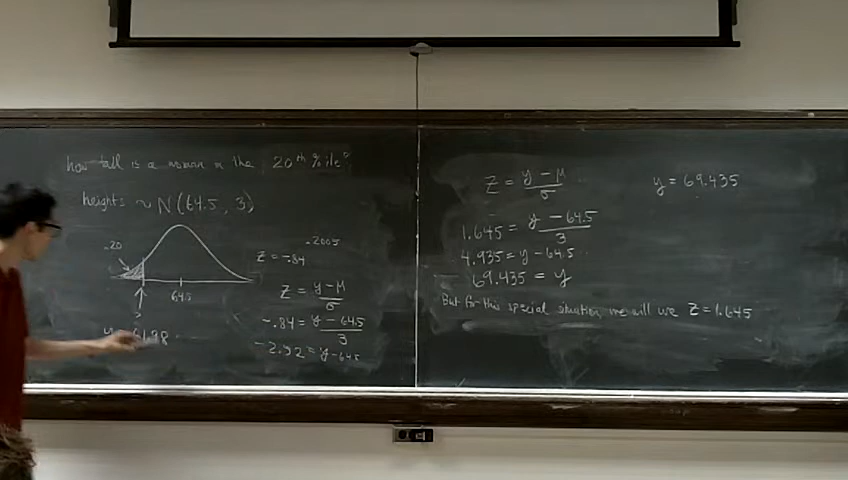 how tall is a woman in the 20th %ile?
heights ~ N(64.5, 3)
.20
64.5
?
.2005
z = -.84
z = y - μ / σ
-.84 = y - 64.5 / 3
-2.52 = y - 64.5
z = y - μ / σ
1.645 = y - 64.5 / 3
4.935 = y - 64.5
69.435 = y
y = 69.435
But for this special situation, we will use z = 1.645